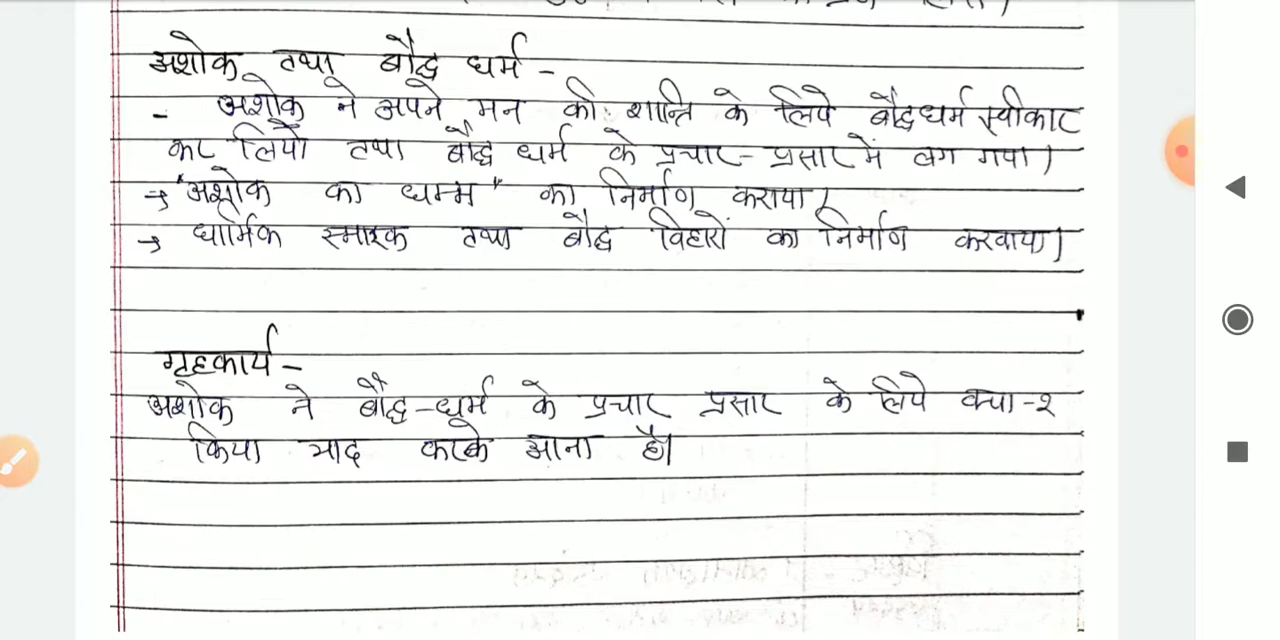 अशोक तथा बौद्ध धर्म -
- अशोक ने अपने मन की शान्ति के लिये बौद्धधर्म स्वीकार
कर लिया तथा बौद्ध धर्म के प्रचार - प्रसार में लग गया।
→ "अशोक का धम्म" का निर्माण कराया।
→ धार्मिक स्मारक तथा बौद्ध विहारों का निर्माण करवाया।
गृहकार्य -
अशोक ने बौद्ध-धर्म के प्रचार प्रसार के लिये क्या-२
किया याद करके आना है।